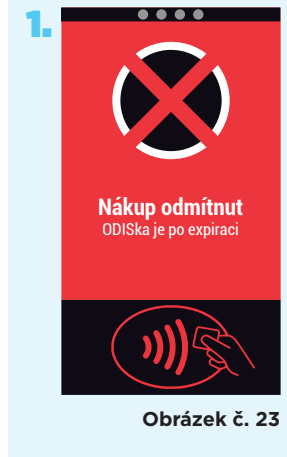 1.
Nákup odmítnut
ODISka je po expiraci
Obrázek č. 23